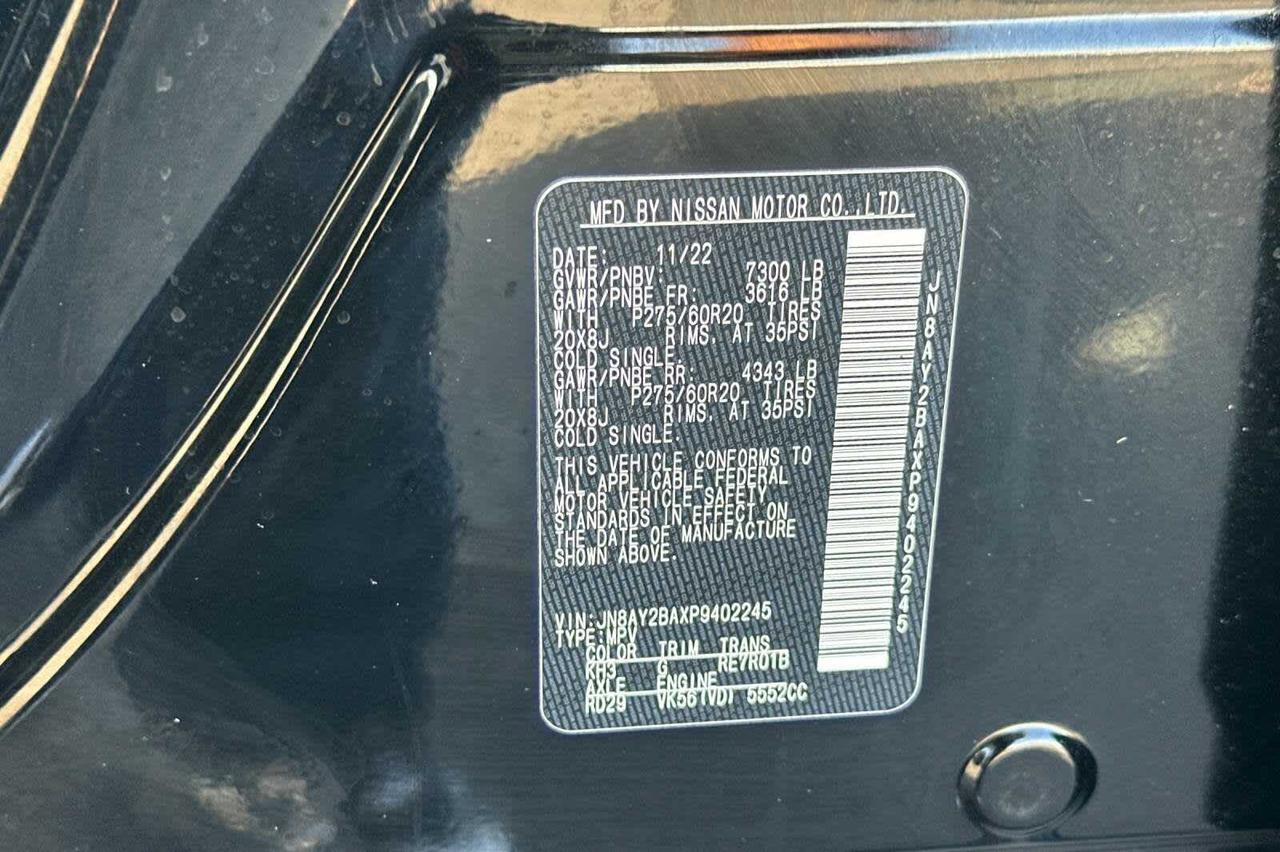 MFD BY NISSAN MOTOR CO.,LTD.
DATE: 11/22
GVWR/PNBV: 7300 LB
GAWR/PNBE FR: 3616 LB
WITH P275/60R20 TIRES
20X8J RIMS, AT 35PSI
COLD SINGLE.
GAWR/PNBE RR: 4343 LB
WITH P275/60R20 TIRES
20X8J RIMS, AT 35PSI
COLD SINGLE.
THIS VEHICLE CONFORMS TO
ALL APPLICABLE FEDERAL
MOTOR VEHICLE SAFETY
STANDARDS IN EFFECT ON
THE DATE OF MANUFACTURE
SHOWN ABOVE.
VIN:JN8AY2BAXP9402245
TYPE:MPV
COLOR TRIM TRANS
KH3 G RE7R01B
AXLE ENGINE
RD29 VK56(VD) 5552CC
JN8AY2BAXP9402245